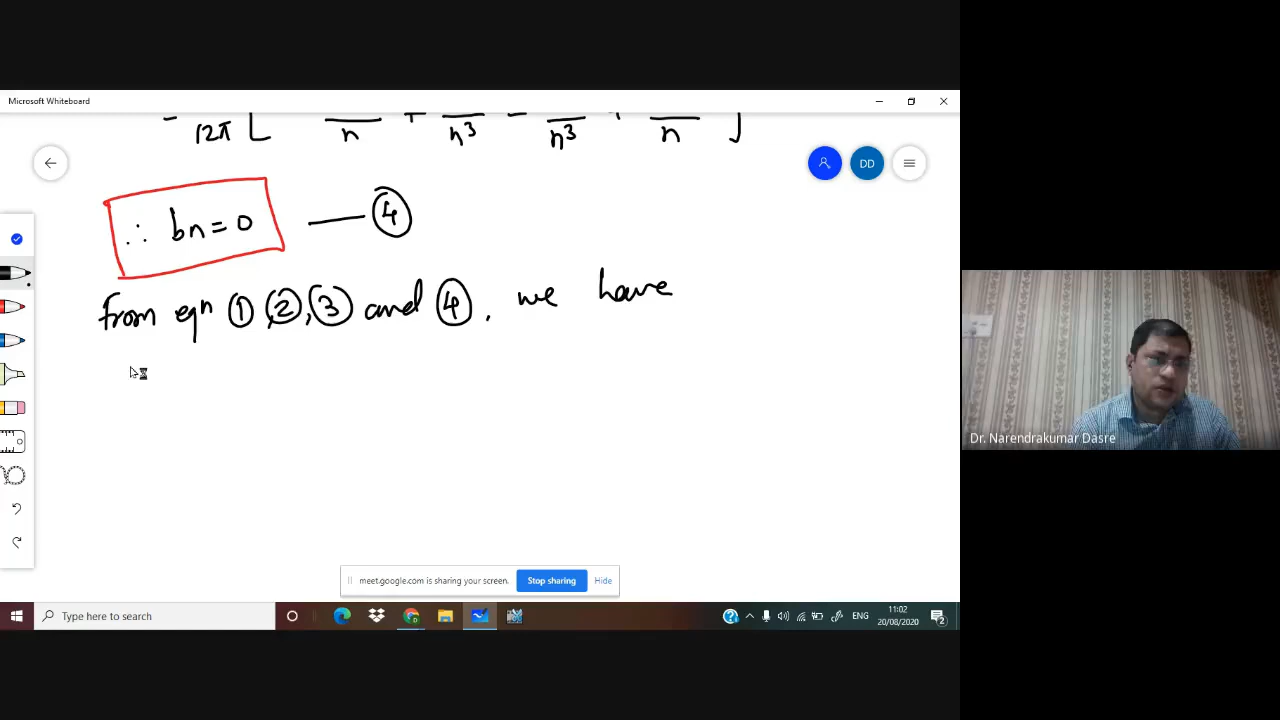 Microsoft Whiteboard
12π [ n + n³ n³ n ]
DD
∴ bn = 0 —— ④
From eqⁿ ①, ②, ③ and ④, we have
Dr. Narendrakumar Dasre
meet.google.com is sharing your screen. Stop sharing Hide
Type here to search
ENG
11:02
20/08/2020
2